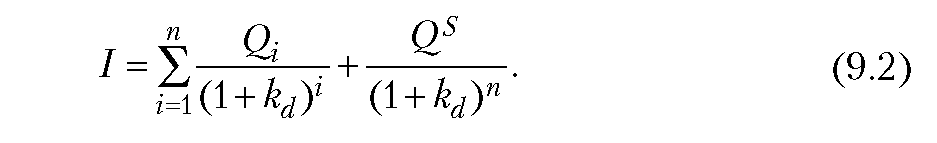 I = \sum_{i=1}^{n} \frac{Q_i}{(1+k_d)^i} + \frac{Q^S}{(1+k_d)^n}. (9.2)